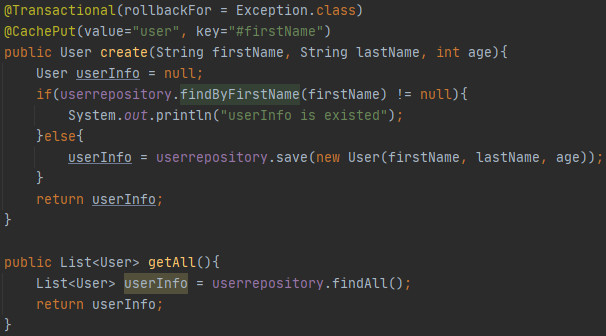 @Transactional(rollbackFor = Exception.class)
@CachePut(value="user", key="#firstName")
public User create(String firstName, String lastName, int age){
User userInfo = null;
if(userrepository.findByFirstName(firstName) != null){
System.out.println("userInfo is existed");
}else{
userInfo = userrepository.save(new User(firstName, lastName, age));
}
return userInfo;
}
public List<User> getAll(){
List<User> userInfo = userrepository.findAll();
return userInfo;
}